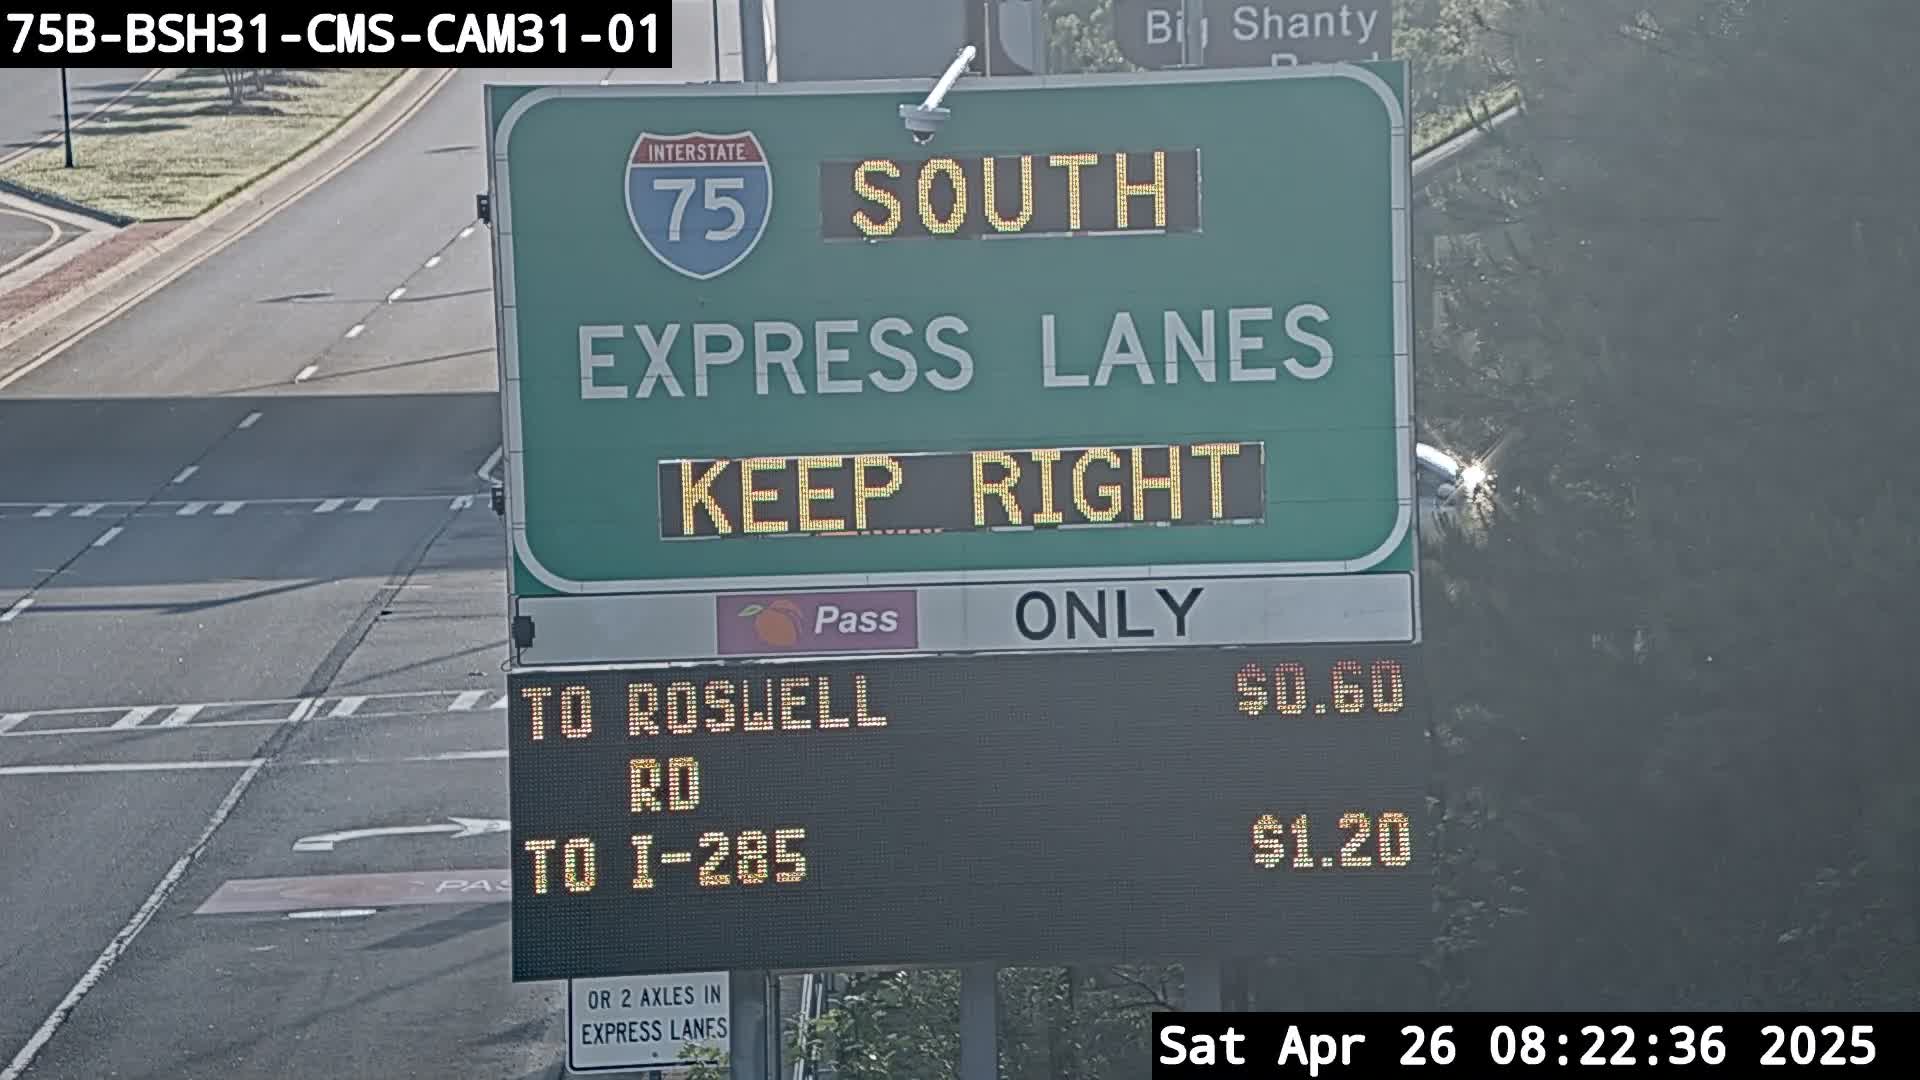 75B-BSH31-CMS-CAM31-01
Big Shanty
Road
INTERSTATE
75
SOUTH
EXPRESS LANES
KEEP RIGHT
Pass
ONLY
TO ROSWELL $0.60
RD
TO I-285 $1.20
PAS
OR 2 AXLES IN
EXPRESS LANES
Sat Apr 26 08:22:36 2025